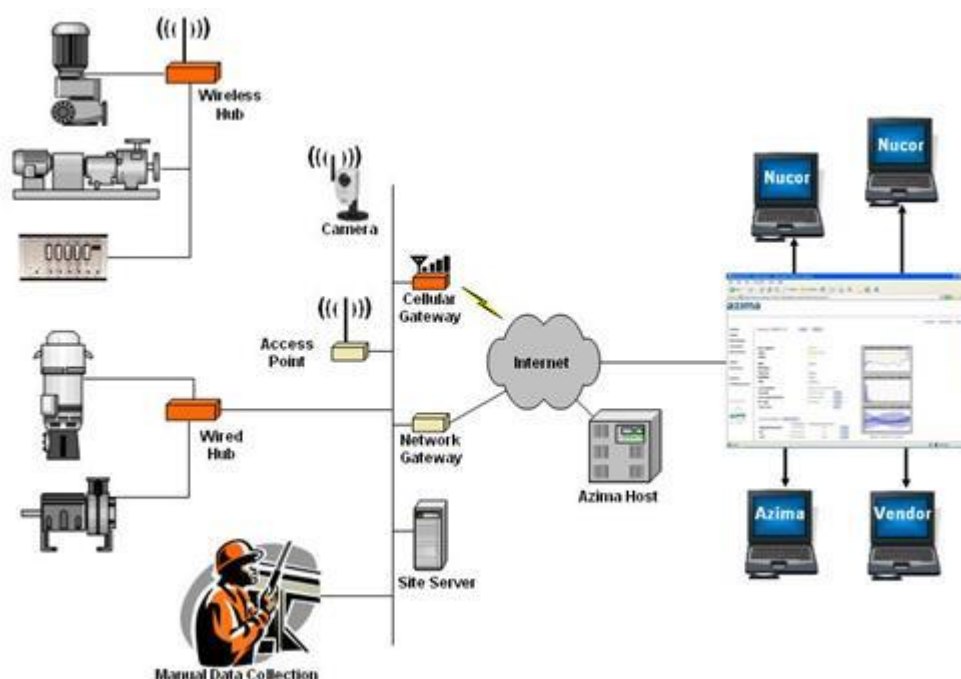 Wireless
Hub
Camera
Cellular
Gateway
Access
Point
Internet
Wired
Hub
Network
Gateway
Azima Host
Site Server
Manual Data Collection
Nucor
Nucor
azima
Azima
Vendor